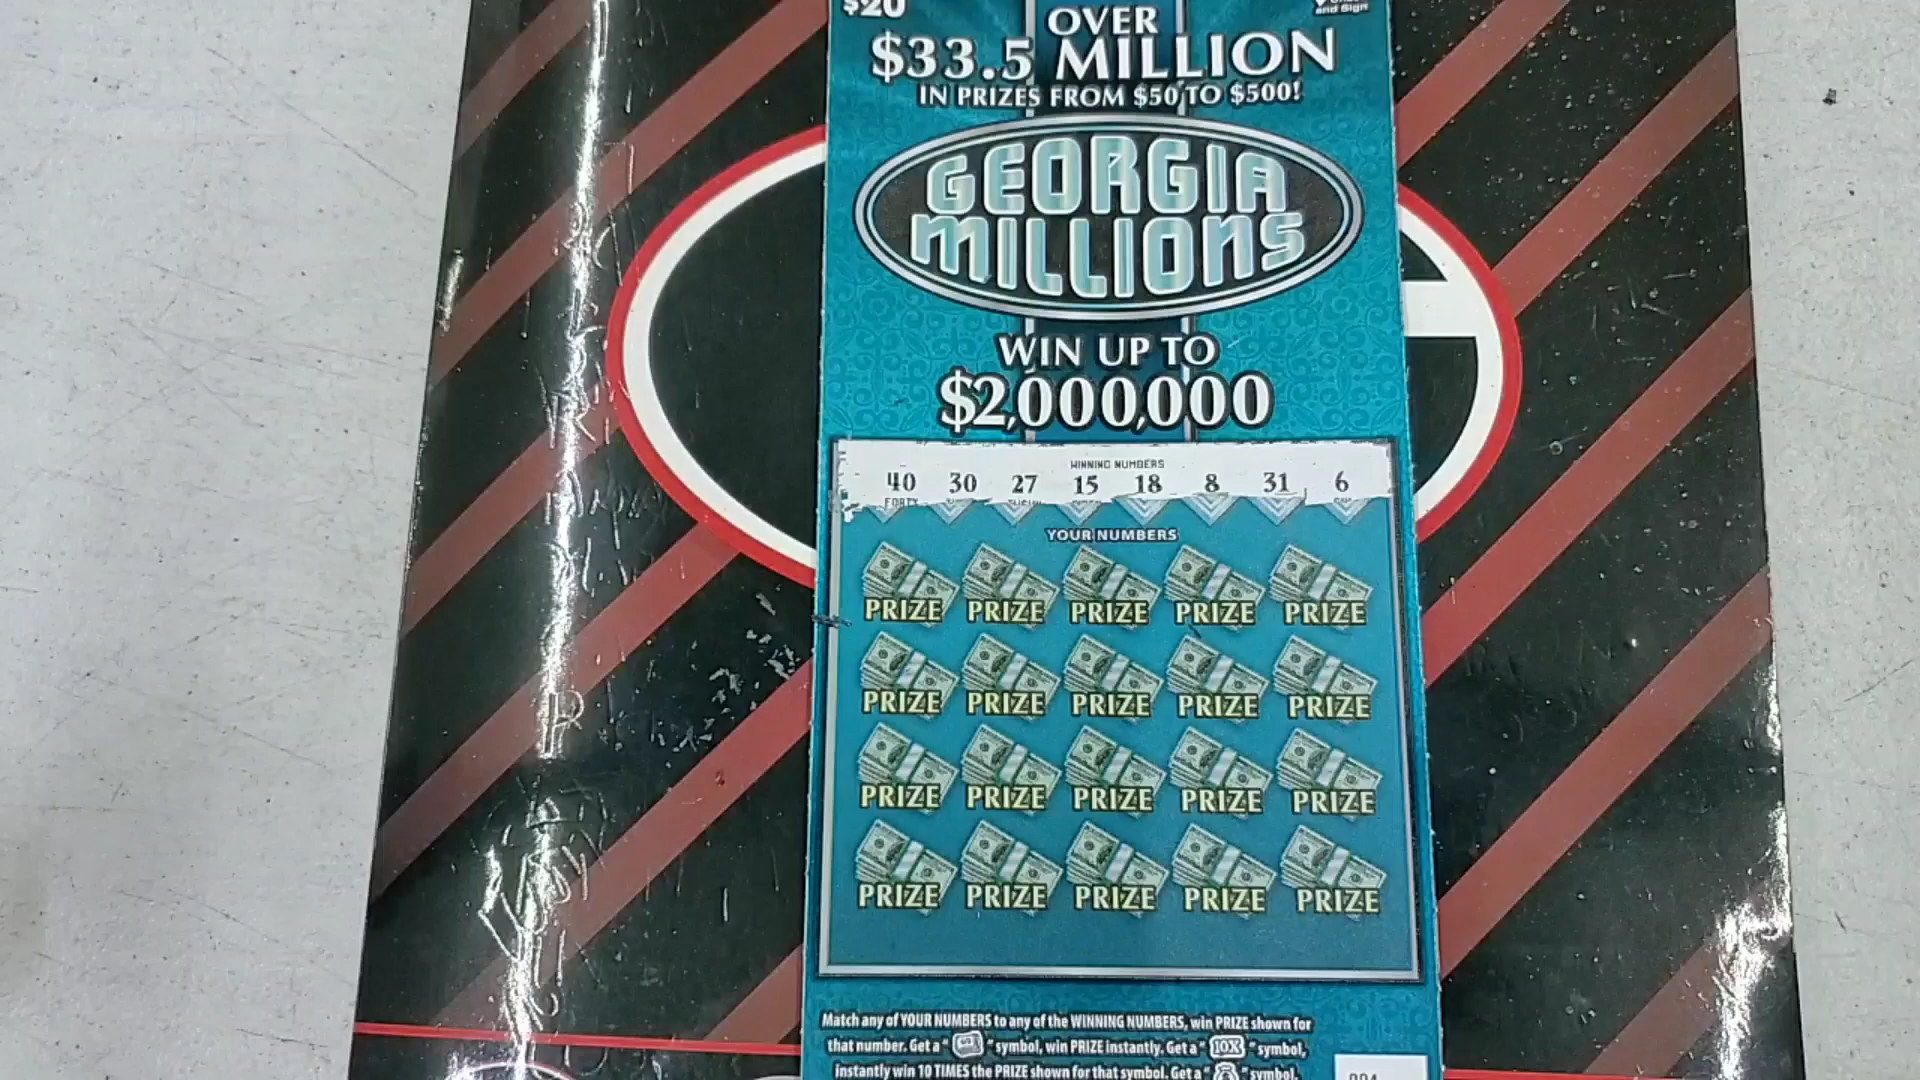 $20
and Sign
OVER
$33.5 MILLION
IN PRIZES FROM $50 TO $500!
GEORGIA
MILLIONS
WIN UP TO
$2,000,000
WINNING NUMBERS
40 30 27 15 18 8 31 6
FORTY
YOUR NUMBERS
PRIZE PRIZE PRIZE PRIZE PRIZE
PRIZE PRIZE PRIZE PRIZE PRIZE
PRIZE PRIZE PRIZE PRIZE PRIZE
PRIZE PRIZE PRIZE PRIZE PRIZE
Match any of YOUR NUMBERS to any of the WINNING NUMBERS, win PRIZE shown for
that number. Get a " " symbol, win PRIZE instantly. Get a " 10X " symbol,
instantly win 10 TIMES the PRIZE shown for that symbol. Get a " " symbol,